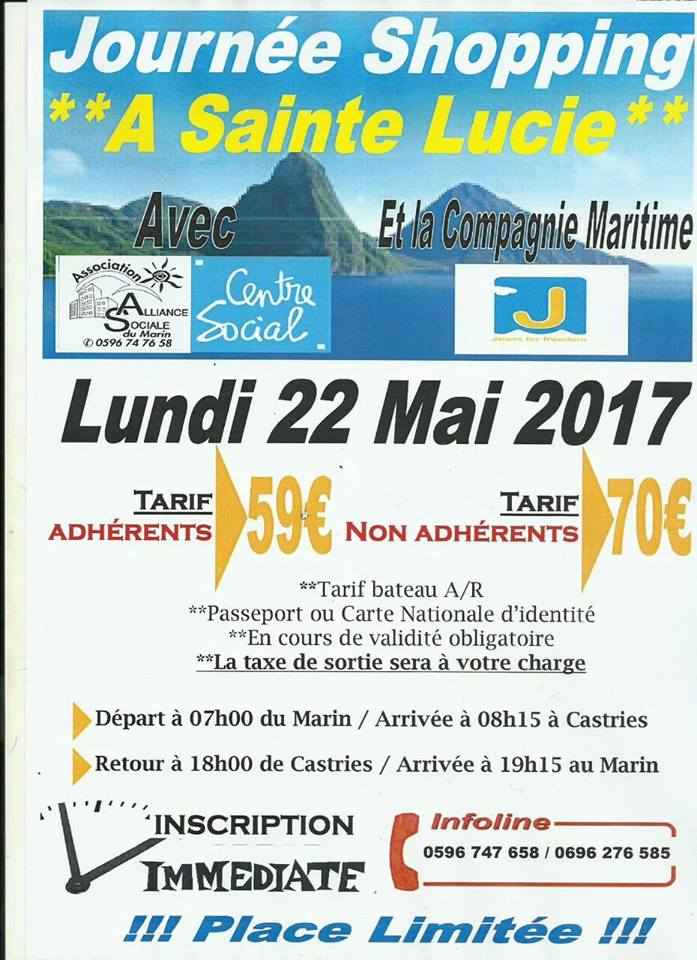 Journée Shopping
**A Sainte Lucie**
Avec
Et la Compagnie Maritime
Association
ALLIANCE
SOCIALE
du Marin
✆ 0596 74 76 58
Centre
Social
J
Jeans for freedom
Lundi 22 Mai 2017
TARIF
ADHÉRENTS
59€
TARIF
NON ADHÉRENTS
70€
**Tarif bateau A/R
**Passeport ou Carte Nationale d'identité
**En cours de validité obligatoire
**La taxe de sortie sera à votre charge
Départ à 07h00 du Marin / Arrivée à 08h15 à Castries
Retour à 18h00 de Castries / Arrivée à 19h15 au Marin
INSCRIPTION
IMMEDIATE
Infoline
0596 747 658 / 0696 276 585
!!! Place Limitée !!!